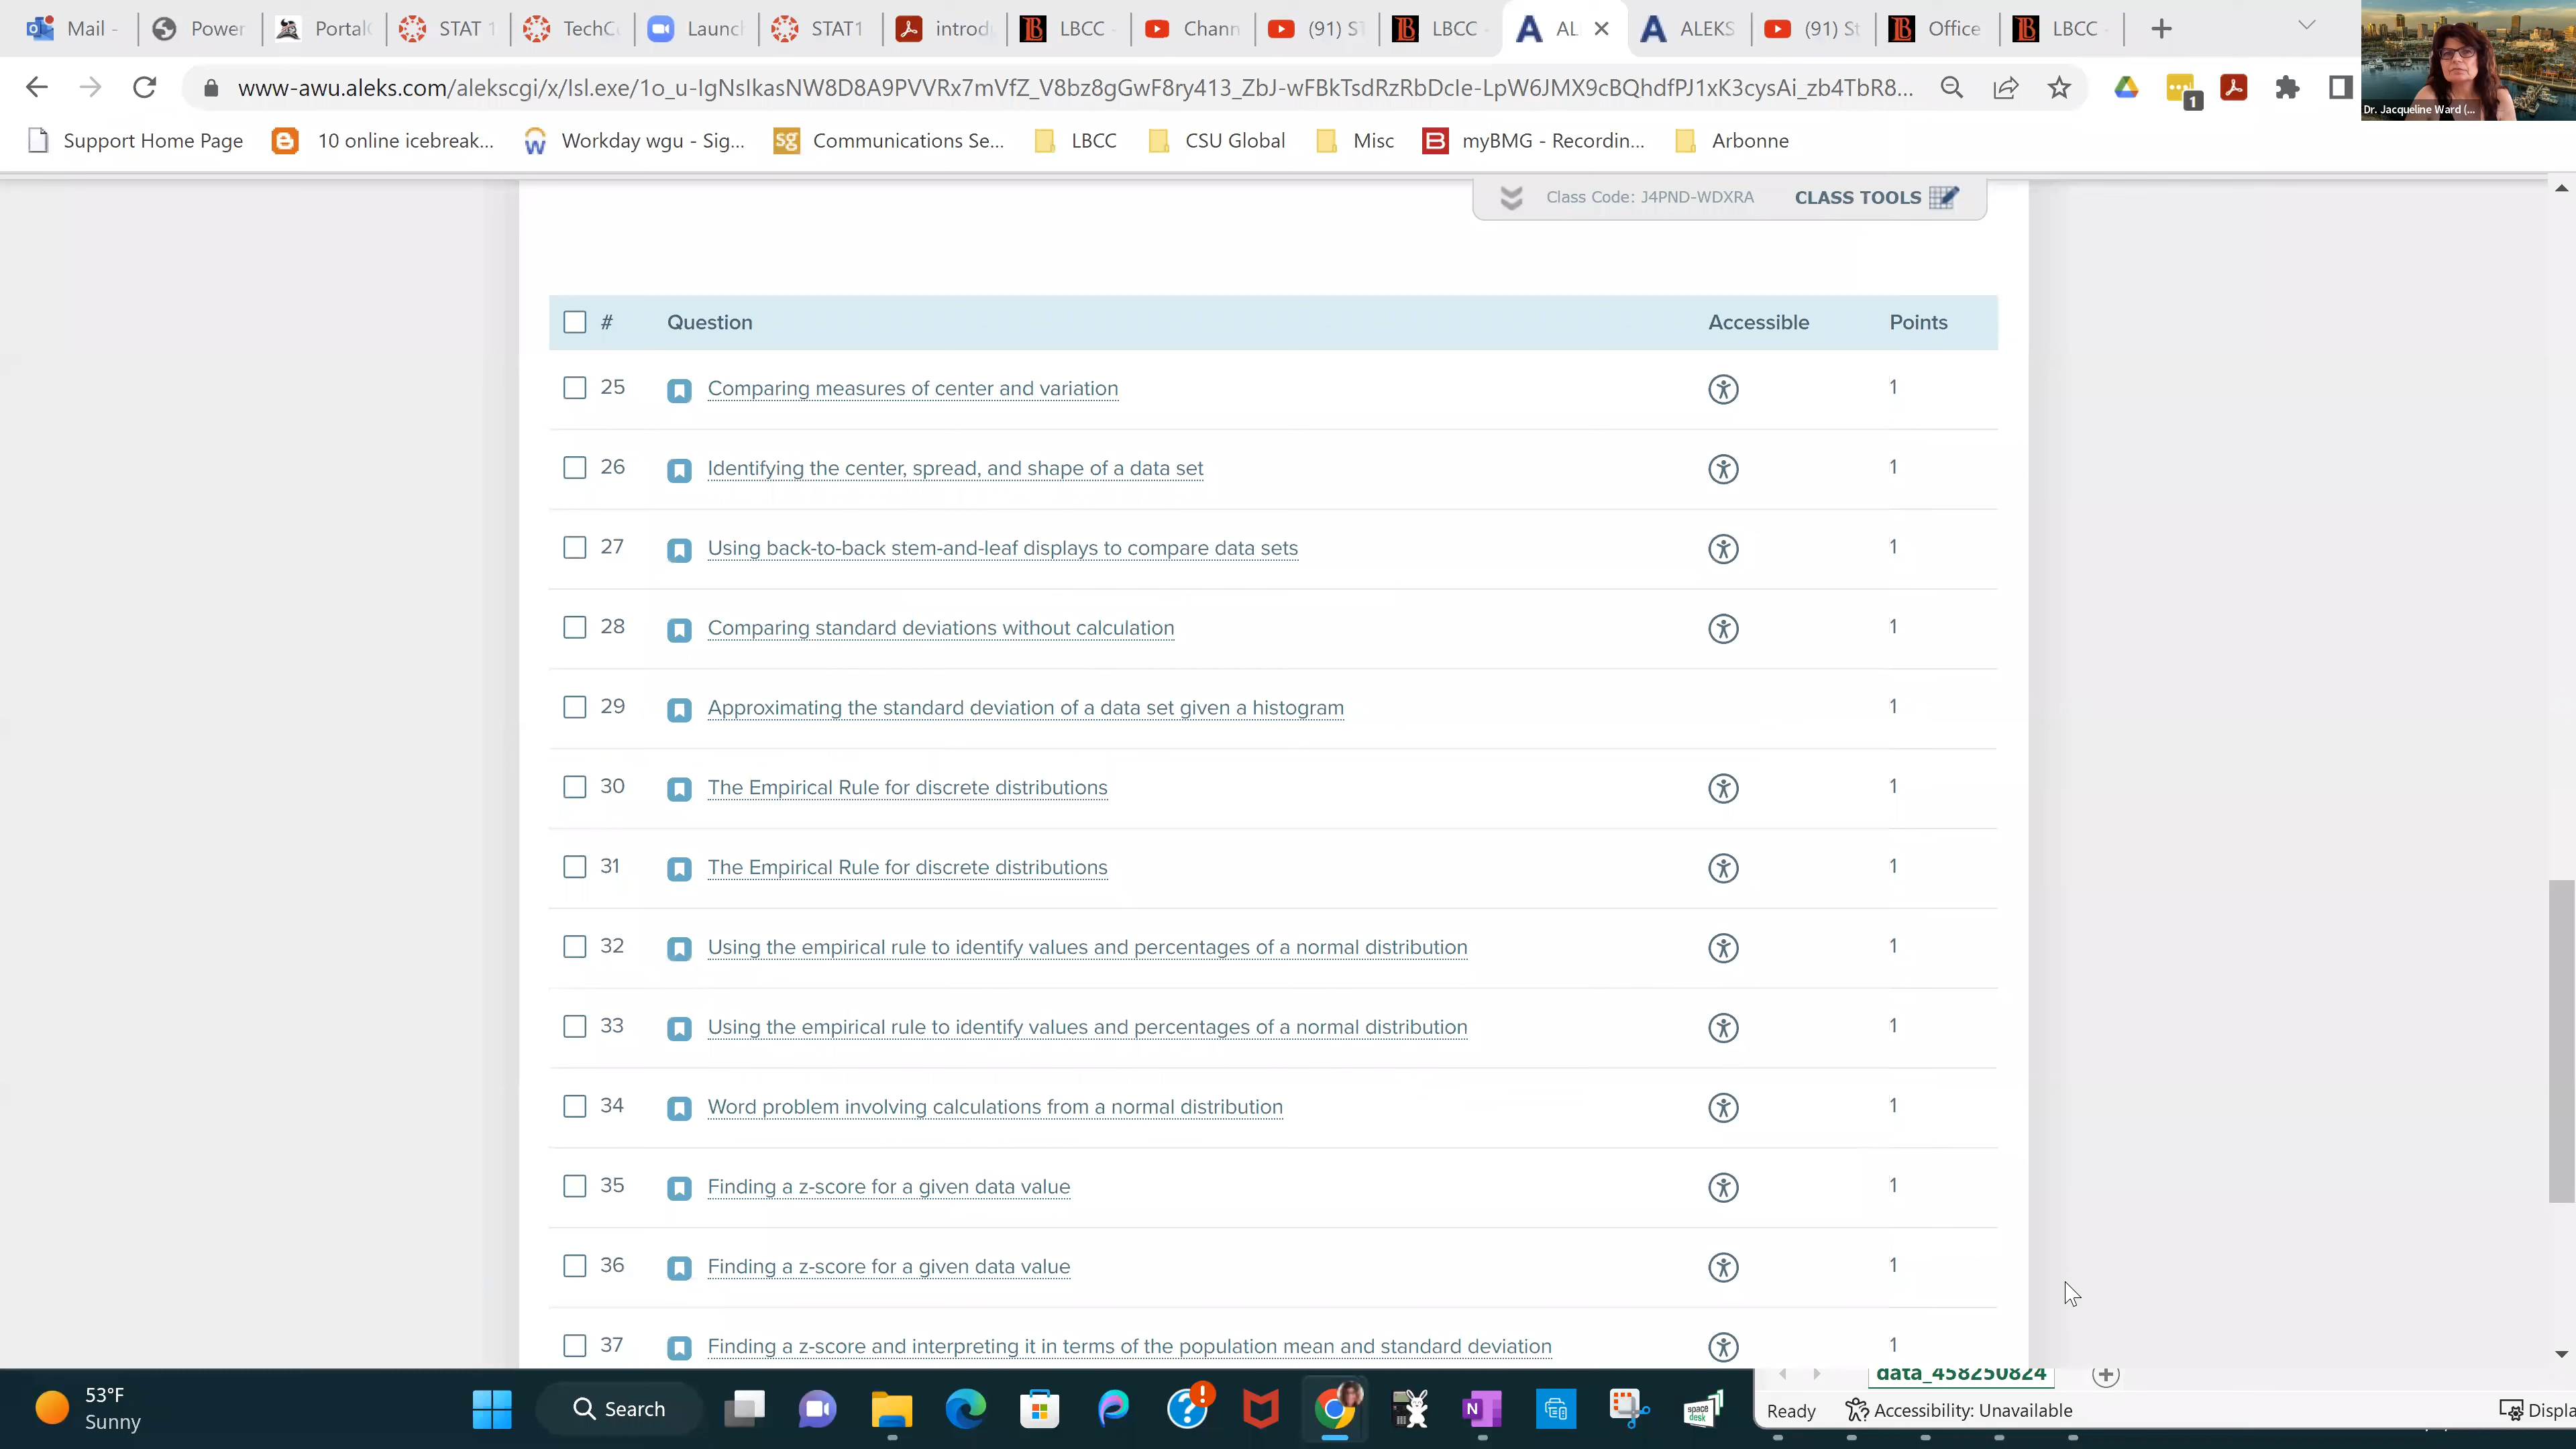 Mail -
Power
Portal
STAT 1
TechC
Launc
STAT1
introd
LBCC -
Chann
(91) S
LBCC -
AL
ALEKS
(91) St
Office
LBCC -
www-awu.aleks.com/alekscgi/x/Isl.exe/1o_u-IgNsIkasNW8D8A9PVVRx7mVfZ_V8bz8gGwF8ry413_ZbJ-wFBkTsdRzRbDcIe-LpW6JMX9cBQhdfPJ1xK3cysAi_zb4TbR8...
1
Dr. Jacqueline Ward (...
Support Home Page
10 online icebreak...
Workday wgu - Sig...
sg Communications Se...
LBCC
CSU Global
Misc
myBMG - Recordin...
Arbonne
Class Code: J4PND-WDXRA CLASS TOOLS
# Question Accessible Points
25 Comparing measures of center and variation 1
26 Identifying the center, spread, and shape of a data set 1
27 Using back-to-back stem-and-leaf displays to compare data sets 1
28 Comparing standard deviations without calculation 1
29 Approximating the standard deviation of a data set given a histogram 1
30 The Empirical Rule for discrete distributions 1
31 The Empirical Rule for discrete distributions 1
32 Using the empirical rule to identify values and percentages of a normal distribution 1
33 Using the empirical rule to identify values and percentages of a normal distribution 1
34 Word problem involving calculations from a normal distribution 1
35 Finding a z-score for a given data value 1
36 Finding a z-score for a given data value 1
37 Finding a z-score and interpreting it in terms of the population mean and standard deviation 1
data_458250824
53°F
Sunny
Search
space
desk
Ready
Accessibility: Unavailable
Displa